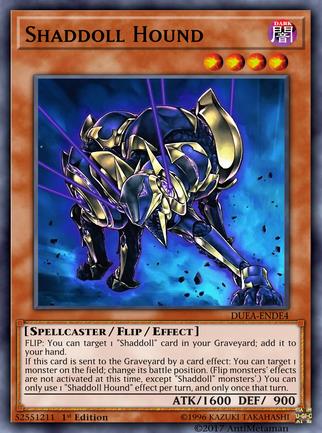 SHADDOLL HOUND
DARK
闇
DUEA-ENDE4
[SPELLCASTER / FLIP / EFFECT]
FLIP: You can target 1 "Shaddoll" card in your Graveyard; add it to
your hand.
If this card is sent to the Graveyard by a card effect: You can target 1
monster on the field; change its battle position. (Flip monsters' effects
are not activated at this time, except "Shaddoll" monsters'.) You can
only use 1 "Shaddoll Hound" effect per turn, and only once that turn.
ATK/1600 DEF/ 900
52551211 1st Edition ©1996 KAZUKI TAKAHASHI
©2017 AntiMetaman